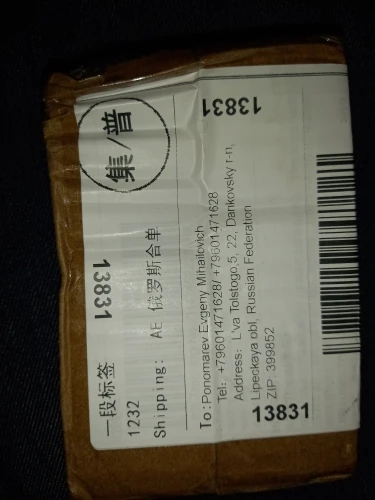 一段标签
13831
集/普
1232
Shipping: AE 俄罗斯合单
13831
To: Ponomarev Evgeny Mihailovich
Tel: +79601471628/ +79601471628
Address: L'va Tolstogo,5, 22, Dankovsky r-n,
Lipeckaya obl, Russian Federation
ZIP 399852
13831